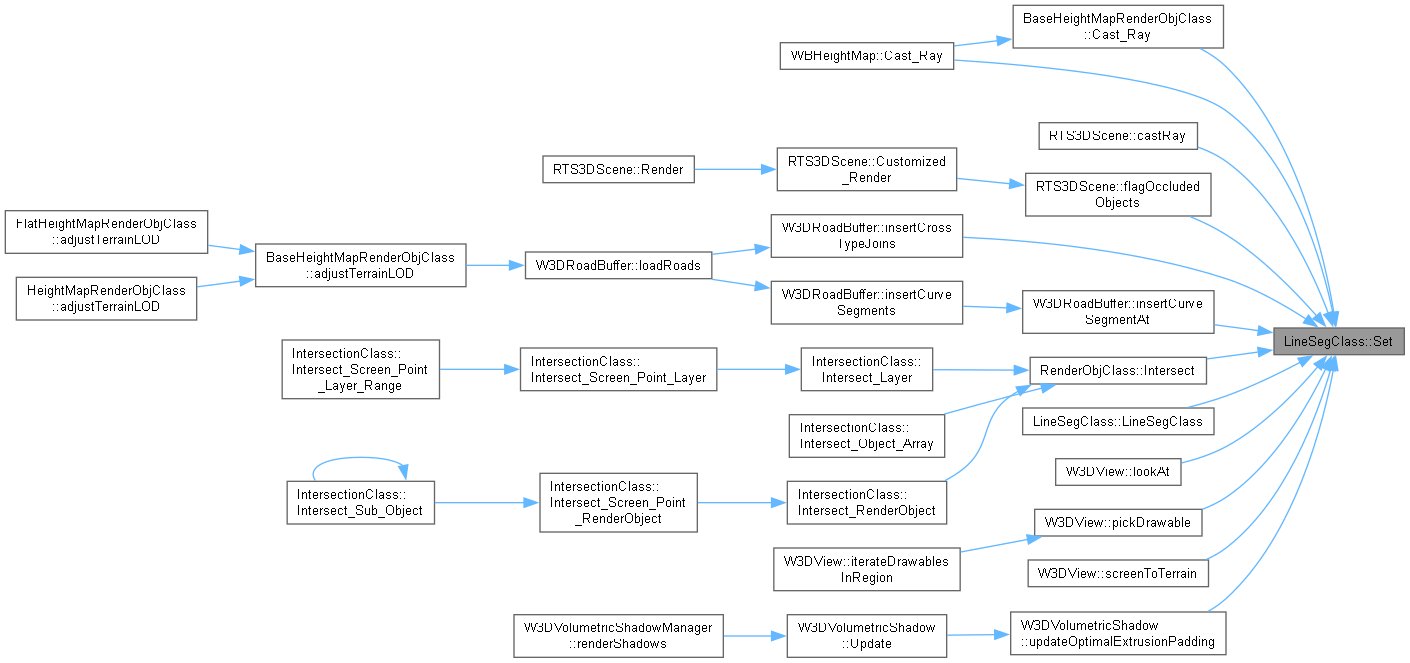 BaseHeightMapRenderObjClass
::Cast_Ray
WBHeightMap::Cast_Ray
RTS3DScene::castRay
RTS3DScene::Render
RTS3DScene::Customized
_Render
RTS3DScene::flagOccluded
Objects
FlatHeightMapRenderObjClass
::adjustTerrainLOD
HeightMapRenderObjClass
::adjustTerrainLOD
BaseHeightMapRenderObjClass
::adjustTerrainLOD
W3DRoadBuffer::loadRoads
W3DRoadBuffer::insertCross
TypeJoins
W3DRoadBuffer::insertCurve
Segments
W3DRoadBuffer::insertCurve
SegmentAt
LineSegClass::Set
IntersectionClass::
Intersect_Screen_Point
_Layer_Range
IntersectionClass::
Intersect_Screen_Point_Layer
IntersectionClass::
Intersect_Layer
RenderObjClass::Intersect
IntersectionClass::
Intersect_Object_Array
LineSegClass::LineSegClass
W3DView::lookAt
IntersectionClass::
Intersect_Sub_Object
IntersectionClass::
Intersect_Screen_Point
_RenderObject
IntersectionClass::
Intersect_RenderObject
W3DView::pickDrawable
W3DView::iterateDrawables
InRegion
W3DView::screenToTerrain
W3DVolumetricShadowManager
::renderShadows
W3DVolumetricShadow
::Update
W3DVolumetricShadow
::updateOptimalExtrusionPadding